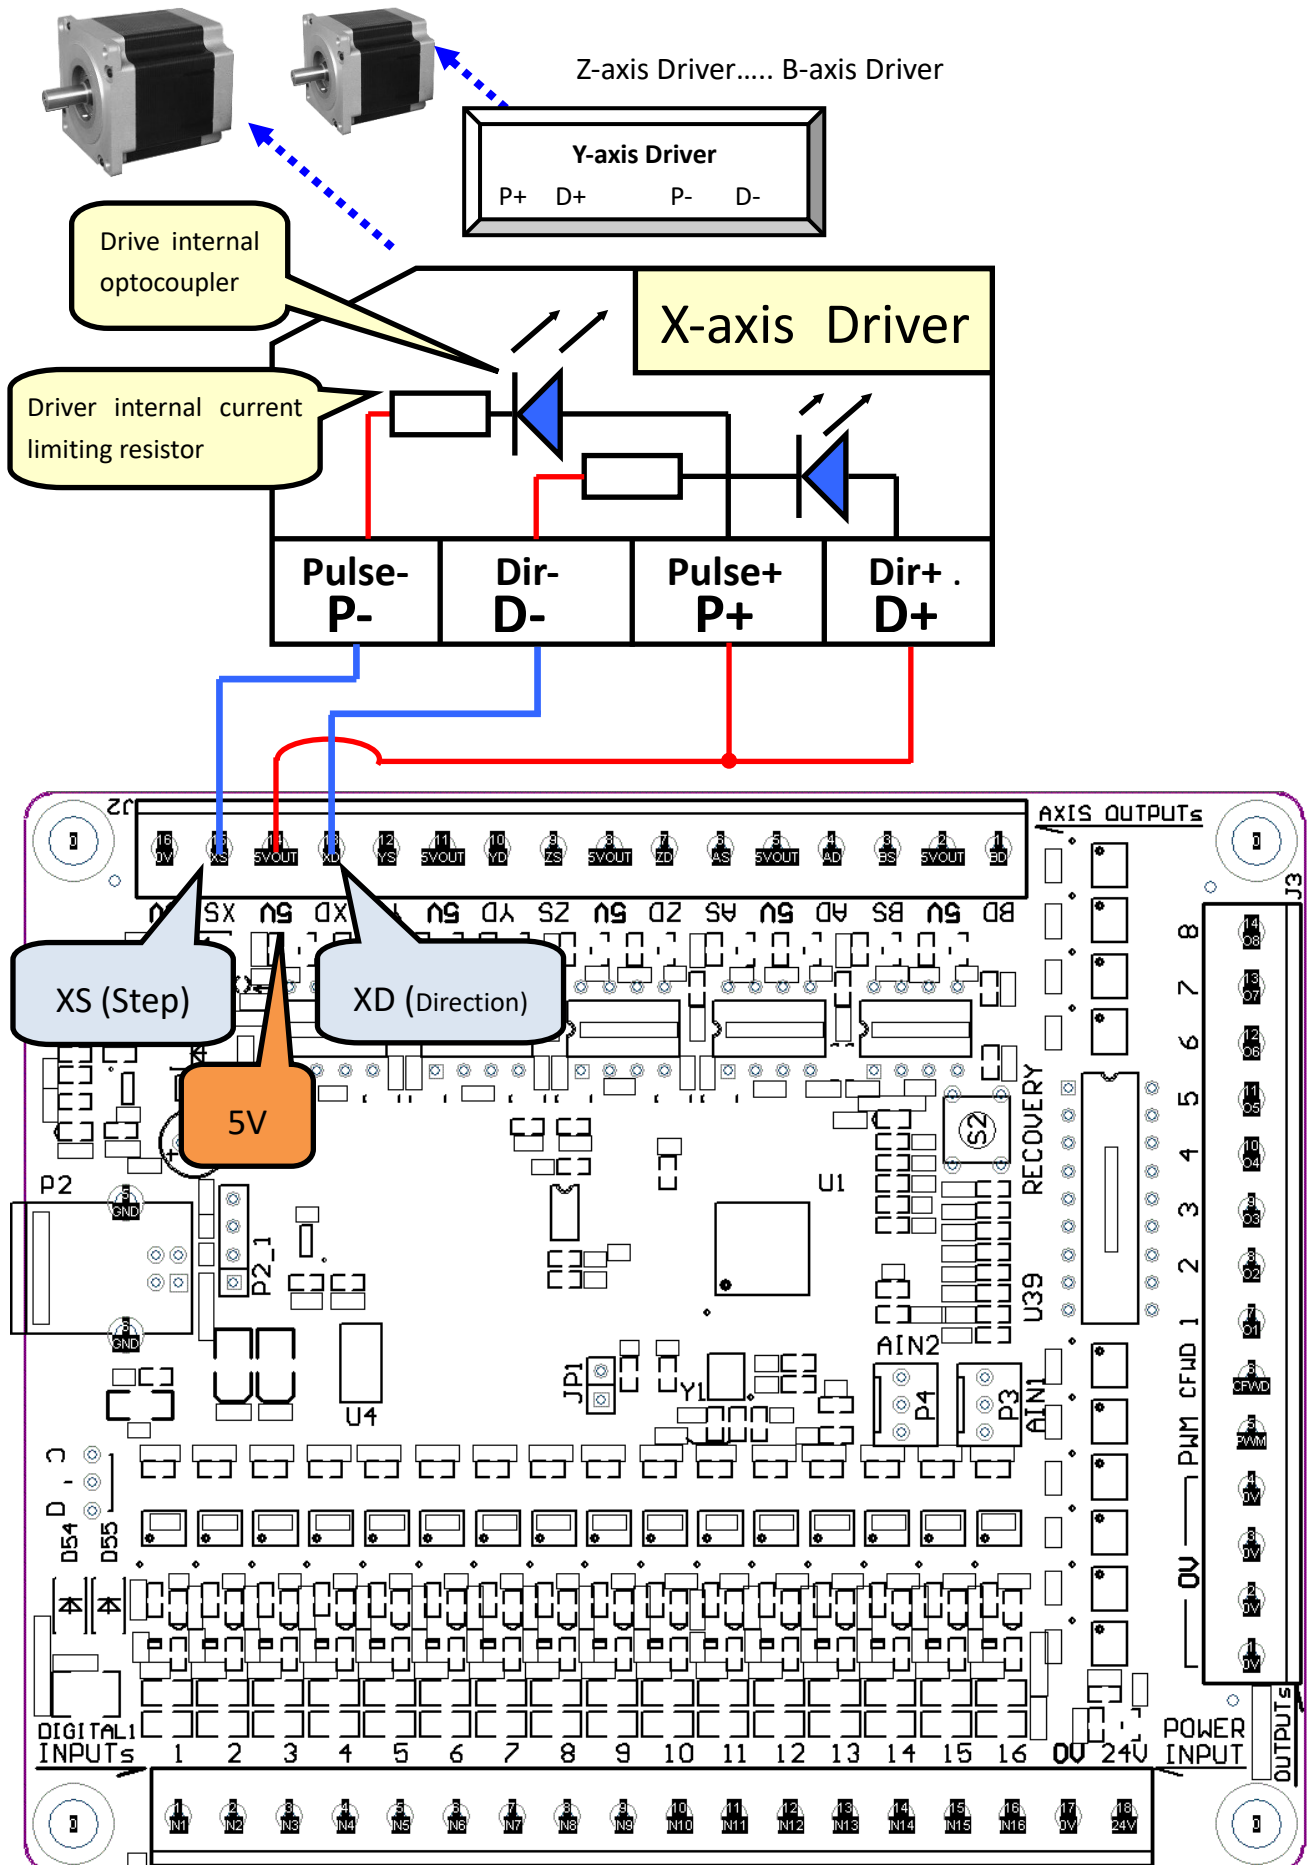 Z-axis Driver..... B-axis Driver
Y-axis Driver
P+ D+ P- D-
Drive internal
optocoupler
X-axis Driver
Driver internal current
limiting resistor
Pulse- Dir- Pulse+ Dir+ .
P- D- P+ D+
J2
AXIS OUTPUTs
16 15 14 13 12 11 10 9 8 7 6 5 4 3 2 1
0V XS 5VOUT XD YS 5VOUT YD ZS 5VOUT ZD AS 5VOUT AD BS 5VOUT BD
J3
XS 5V XD 5V YD ZS 5V ZD AS 5V AD BS 5V BD
XS (Step)
XD (Direction)
5V
8 14 O8
7 13 O7
6 12 O6
5 11 O5
4 10 O4
3 9 O3
2 8 O2
1 7 O1
CFWD 6 CFWD
PWM 5 PWM
4 0V
3 0V
0V
2 0V
1 0V
S2
RECOVERY
P2
GND
GND
P2_1
U1
U39
U4
JP1
Y1
AIN2
P4
P3
AIN1
D - C
D54
D55
DIGITAL1
INPUTs
1 2 3 4 5 6 7 8 9 10 11 12 13 14 15 16 0V 24V
POWER
INPUT
OUTPUTs
1 2 3 4 5 6 7 8 9 10 11 12 13 14 15 16 17 18
IN1 IN2 IN3 IN4 IN5 IN6 IN7 IN8 IN9 IN10 IN11 IN12 IN13 IN14 IN15 IN16 0V 24V